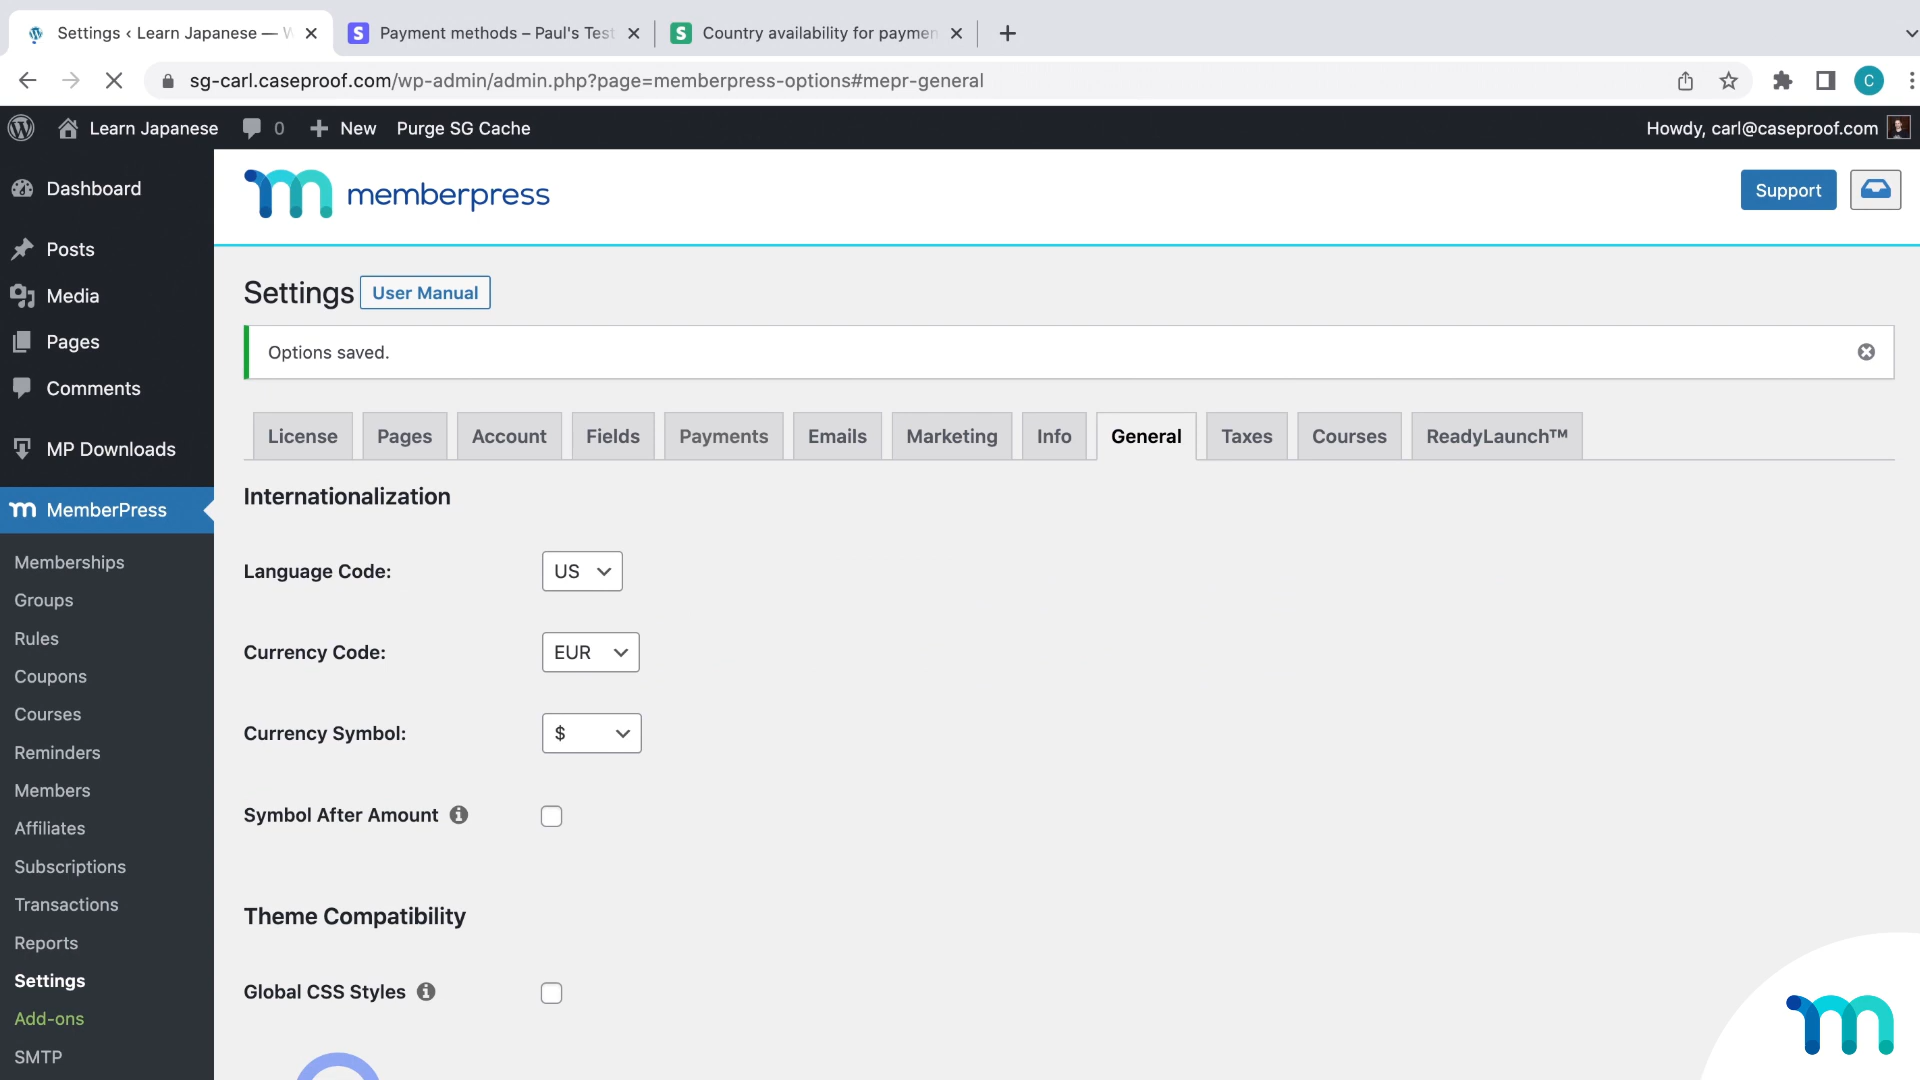 Settings ‹ Learn Japanese — W
Payment methods – Paul's Test
Country availability for paymen
sg-carl.caseproof.com/wp-admin/admin.php?page=memberpress-options#mepr-general
C
Learn Japanese
0
New
Purge SG Cache
Howdy, carl@caseproof.com
Dashboard
Posts
Media
Pages
Comments
MP Downloads
MemberPress
Memberships
Groups
Rules
Coupons
Courses
Reminders
Members
Affiliates
Subscriptions
Transactions
Reports
Settings
Add-ons
SMTP
memberpress
Support
Settings
User Manual
Options saved.
License
Pages
Account
Fields
Payments
Emails
Marketing
Info
General
Taxes
Courses
ReadyLaunch™
Internationalization
Language Code:
US
Currency Code:
EUR
Currency Symbol:
$
Symbol After Amount
Theme Compatibility
Global CSS Styles